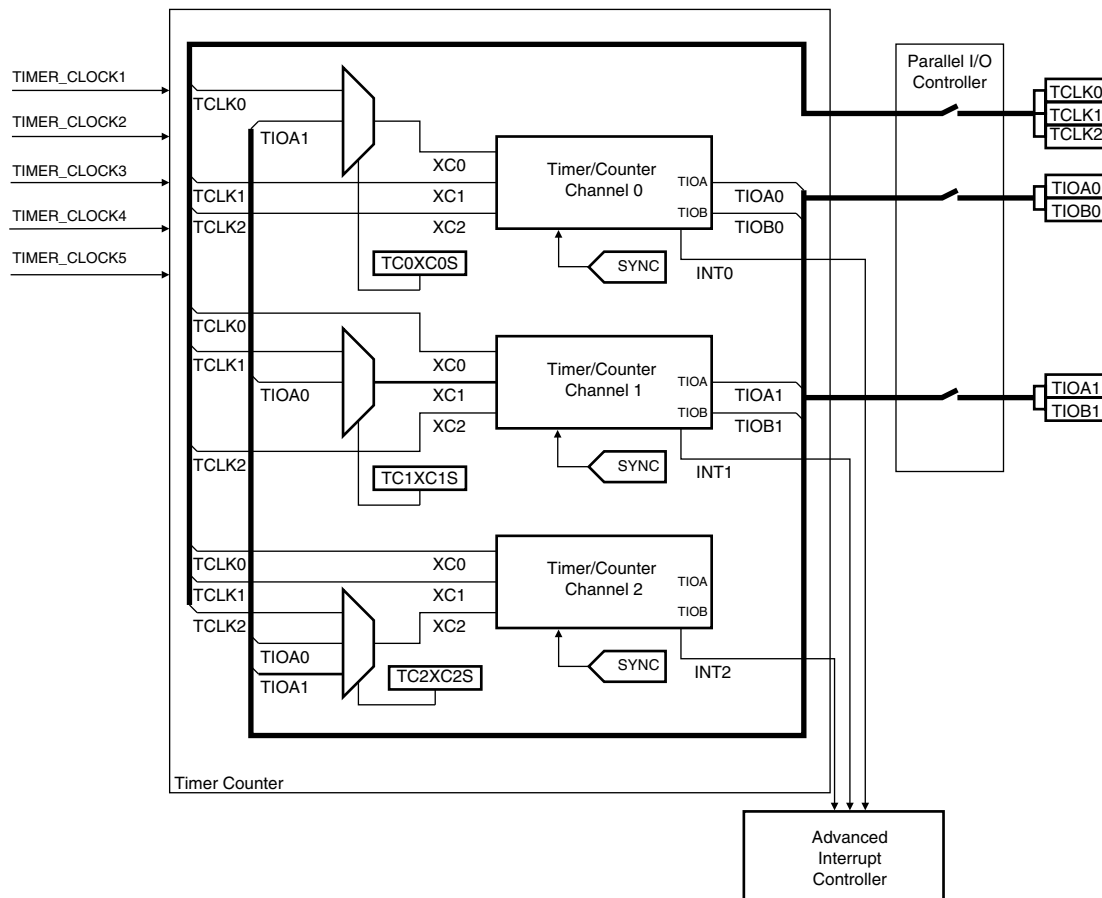 TIMER_CLOCK1
TIMER_CLOCK2
TIMER_CLOCK3
TIMER_CLOCK4
TIMER_CLOCK5
TCLK0
TIOA1
TCLK1
TCLK2
XC0
XC1
XC2
TC0XC0S
Timer/Counter
Channel 0
TIOA
TIOB
TIOA0
TIOB0
SYNC
INT0
TCLK0
TCLK1
TIOA0
TCLK2
XC0
XC1
XC2
TC1XC1S
Timer/Counter
Channel 1
TIOA
TIOB
TIOA1
TIOB1
SYNC
INT1
TCLK0
TCLK1
TCLK2
TIOA0
TIOA1
XC0
XC1
XC2
TC2XC2S
Timer/Counter
Channel 2
TIOA
TIOB
SYNC
INT2
Timer Counter
Parallel I/O
Controller
TCLK0
TCLK1
TCLK2
TIOA0
TIOB0
TIOA1
TIOB1
Advanced
Interrupt
Controller